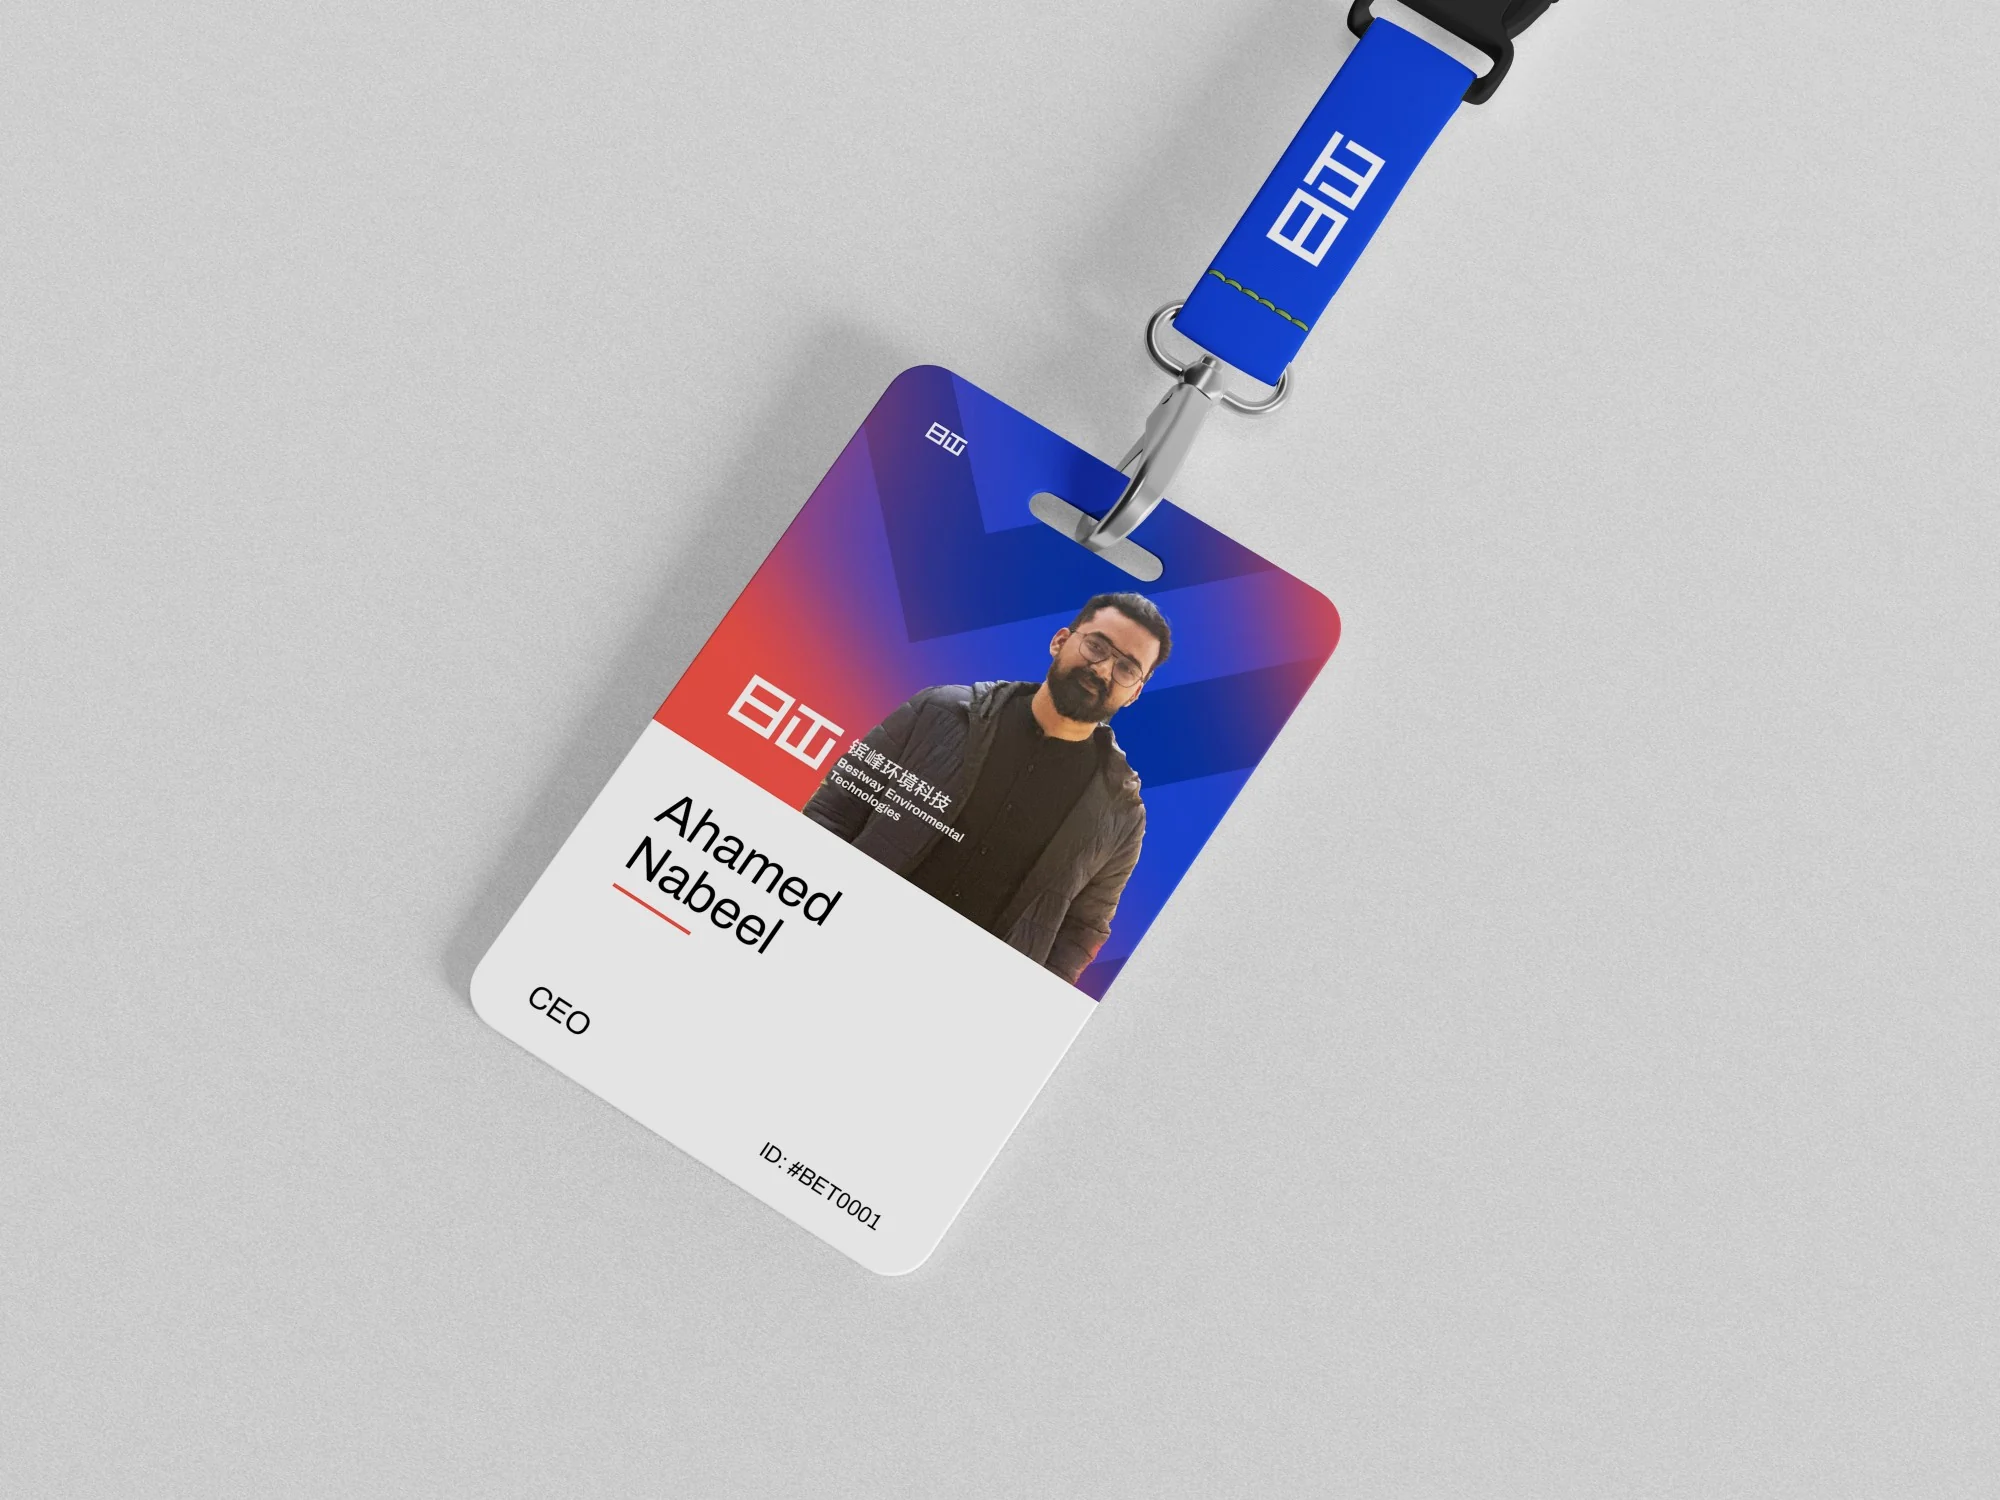 镔峰环境科技
Bestway Environmental
Technologies
Ahamed
Nabeel
CEO
ID: #BET0001